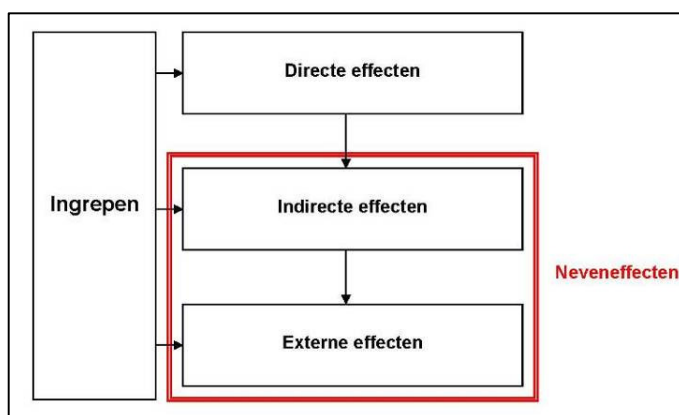 Directe effecten
Ingrepen
Indirecte effecten
Neveneffecten
Externe effecten